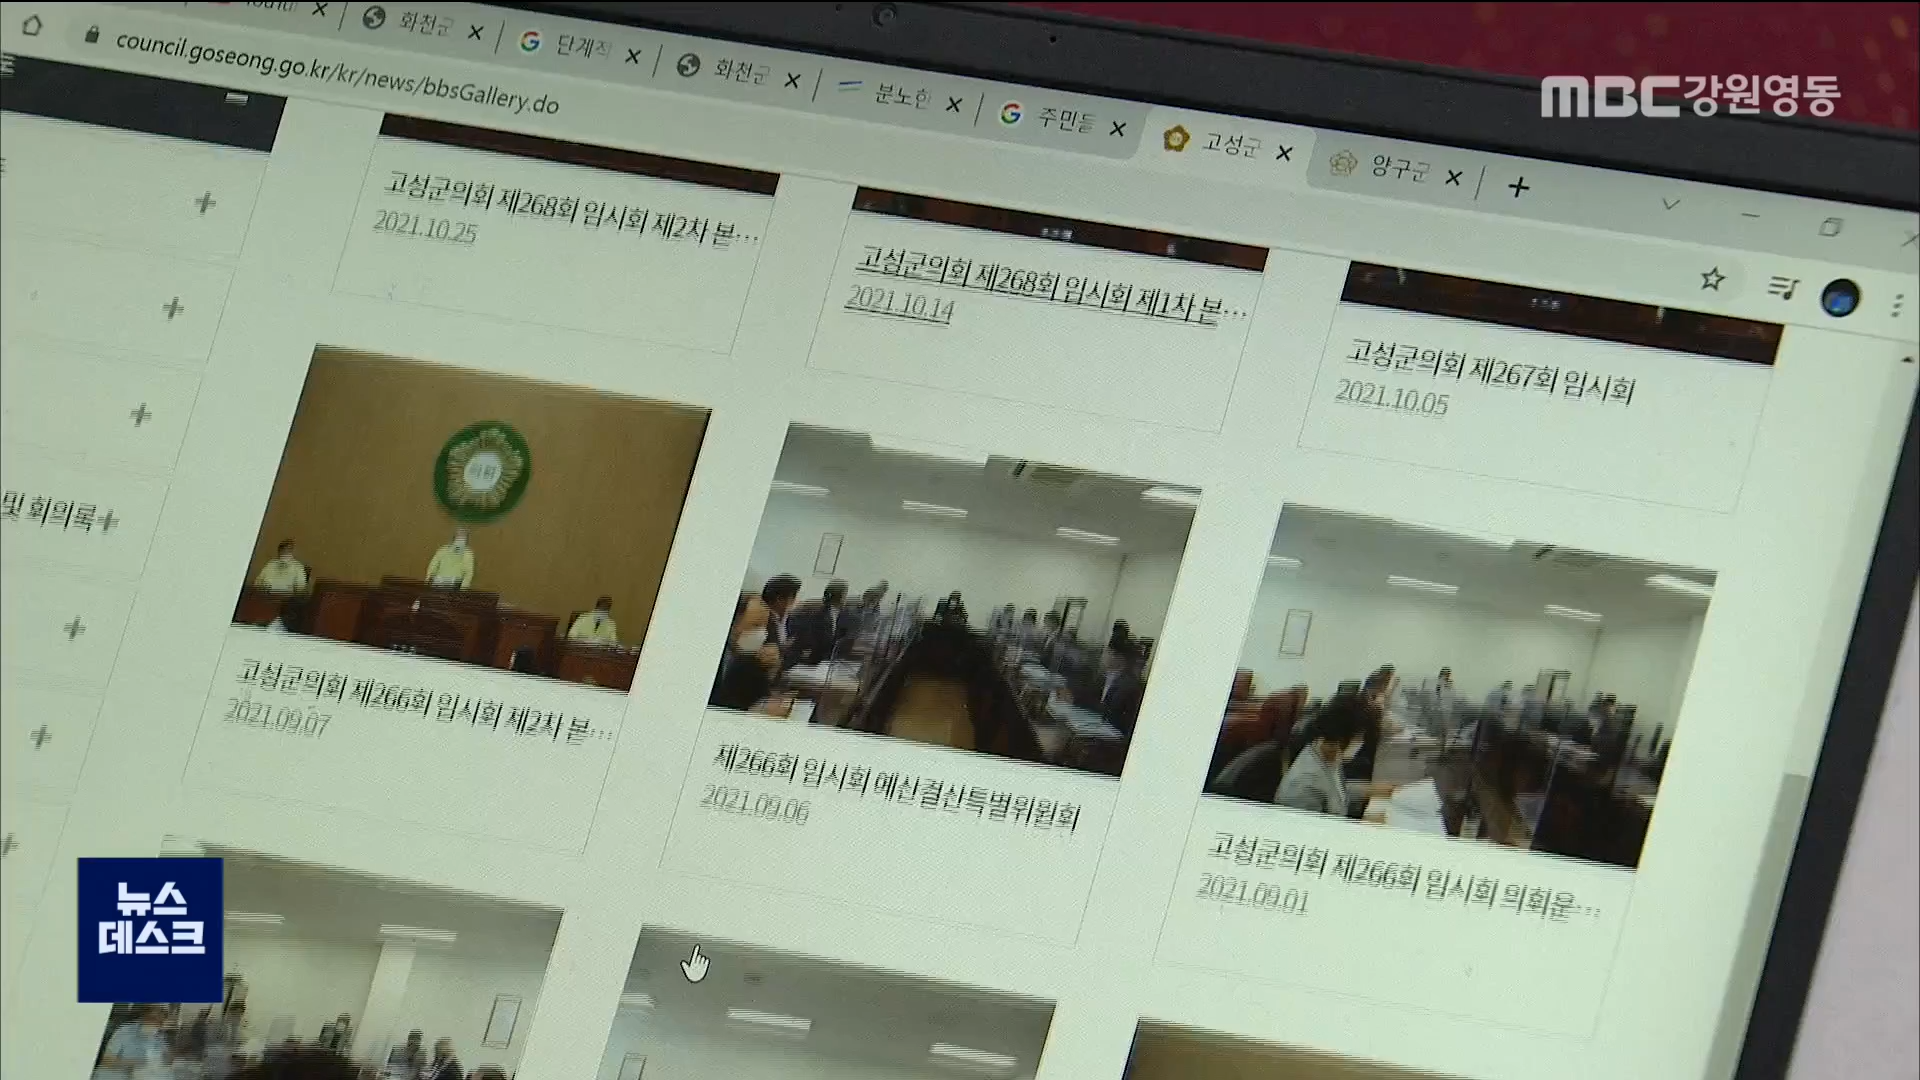 화천군
단계적
화천군
분노한
주민들
고성군
양구군
council.goseong.go.kr/kr/news/bbsGallery.do
MBC강원영동
고성군의회 제268회 임시회 제2차 본…
2021.10.25
고성군의회 제268회 임시회 제1차 본…
2021.10.14
고성군의회 제267회 임시회
2021.10.05
및 회의록
고성군의회 제266회 임시회 제2차 본…
2021.09.07
제266회 임시회 예산결산특별위원회
2021.09.06
고성군의회 제266회 임시회 의회운…
2021.09.01
뉴스
데스크